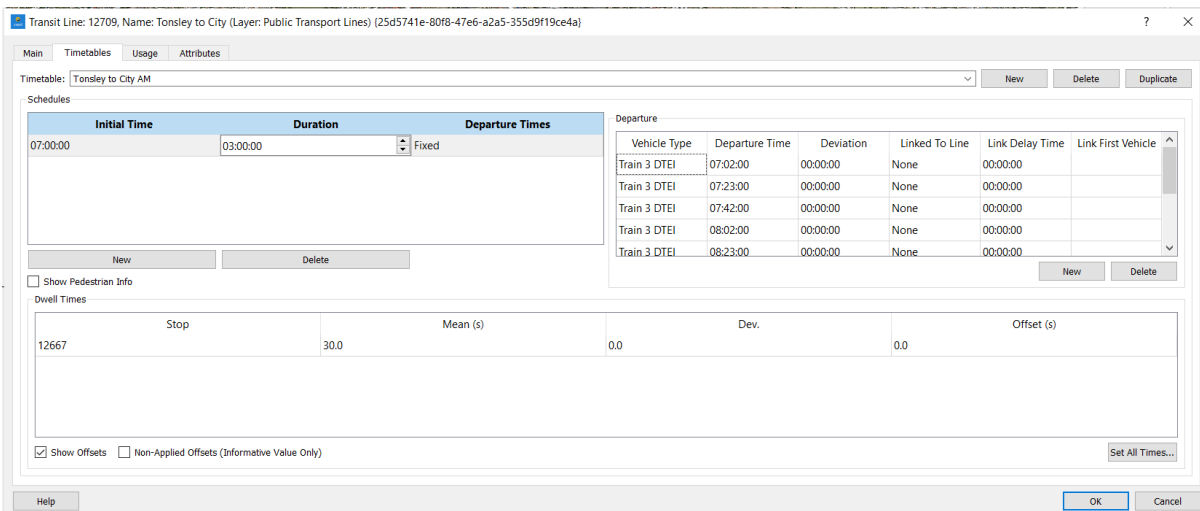 Transit Line: 12709, Name: Tonsley to City (Layer: Public Transport Lines) {25d5741e-80f8-47e6-a2a5-355d9f19ce4a}
? ×
Main Timetables Usage Attributes
Timetable: Tonsley to City AM New Delete Duplicate
Schedules
Initial Time Duration Departure Times
07:00:00 03:00:00 Fixed
New Delete
Departure
Vehicle Type Departure Time Deviation Linked To Line Link Delay Time Link First Vehicle
Train 3 DTEI 07:02:00 00:00:00 None 00:00:00
Train 3 DTEI 07:23:00 00:00:00 None 00:00:00
Train 3 DTEI 07:42:00 00:00:00 None 00:00:00
Train 3 DTEI 08:02:00 00:00:00 None 00:00:00
Train 3 DTEI 08:23:00 00:00:00 None 00:00:00
New Delete
Show Pedestrian Info
Dwell Times
Stop Mean (s) Dev. Offset (s)
12667 30.0 0.0 0.0
Show Offsets Non-Applied Offsets (Informative Value Only) Set All Times...
Help OK Cancel